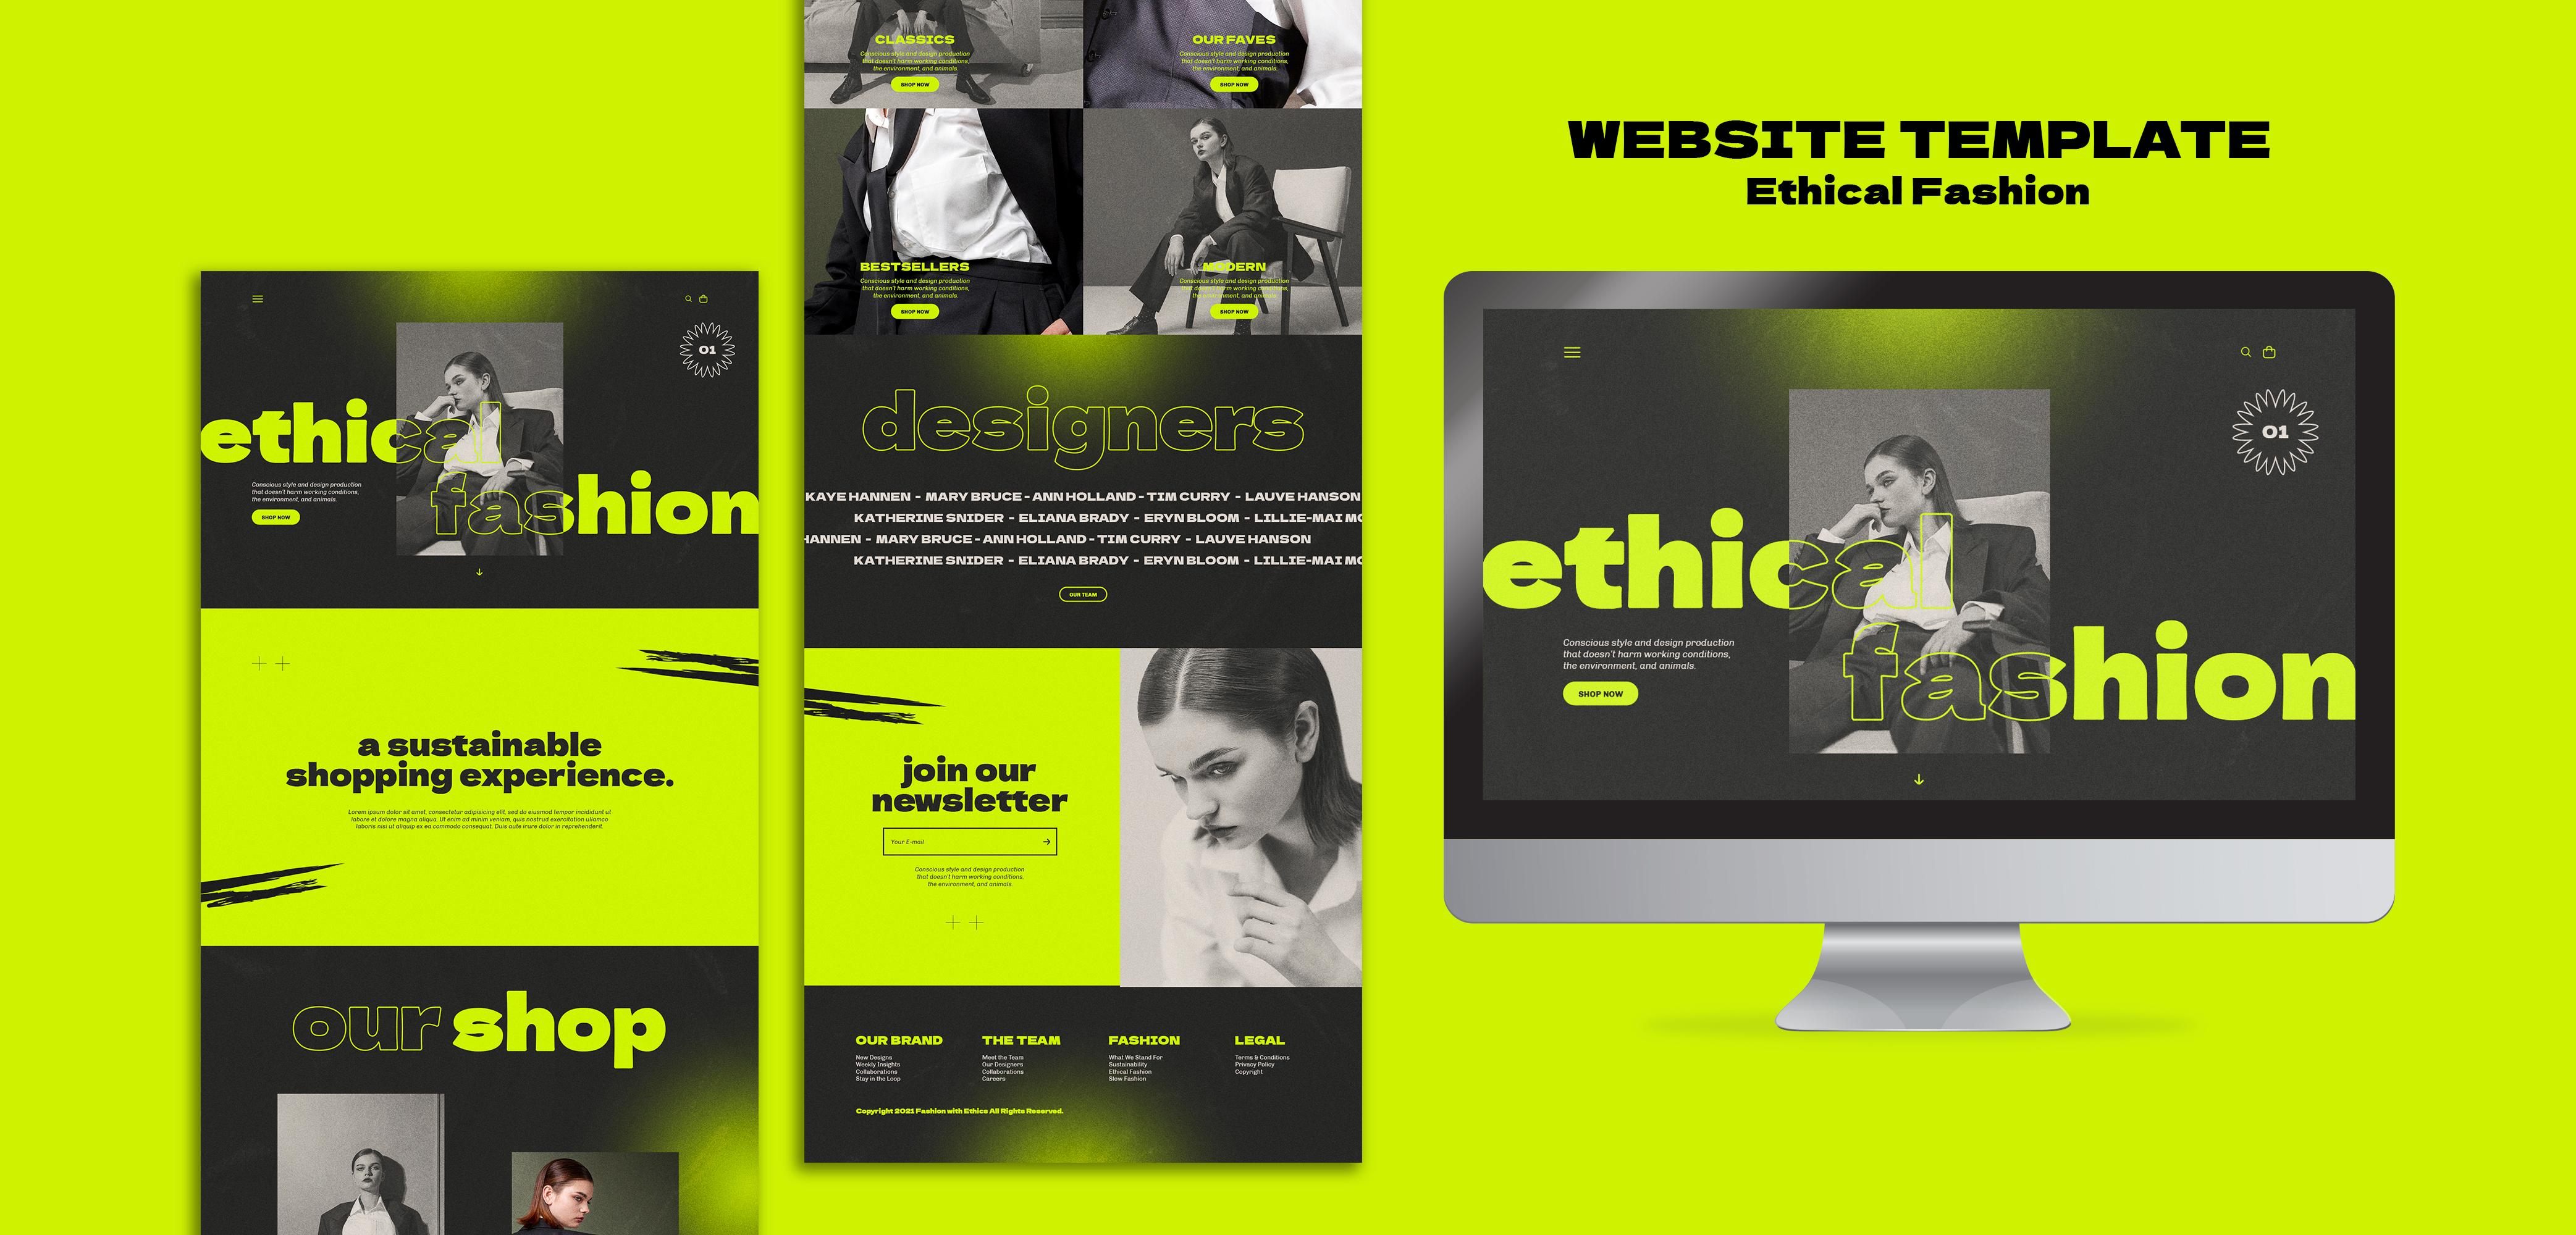 01
ethical
fashion
Conscious style and design production
that doesn't harm working conditions,
the environment, and animals.
SHOP NOW
a sustainable
shopping experience.
Lorem ipsum dolor sit amet, consectetur adipisicing elit, sed do eiusmod tempor incididunt ut
labore et dolore magna aliqua. Ut enim ad minim veniam, quis nostrud exercitation ullamco
laboris nisi ut aliquip ex ea commodo consequat. Duis aute irure dolor in reprehenderit
our shop
CLASSICS
Conscious style and design production
that doesn't harm working conditions,
the environment, and animals.
SHOP NOW
OUR FAVES
Conscious style and design production
that doesn't harm working conditions,
the environment, and animals.
SHOP NOW
BESTSELLERS
Conscious style and design production
that doesn't harm working conditions,
the environment, and animals.
SHOP NOW
MODERN
Conscious style and design production
that doesn't harm working conditions,
the environment, and animals.
SHOP NOW
designers
KAYE HANNEN - MARY BRUCE - ANN HOLLAND - TIM CURRY - LAUVE HANSON
KATHERINE SNIDER - ELIANA BRADY - ERYN BLOOM - LILLIE-MAI MO
HANNEN - MARY BRUCE - ANN HOLLAND - TIM CURRY - LAUVE HANSON
KATHERINE SNIDER - ELIANA BRADY - ERYN BLOOM - LILLIE-MAI MO
OUR TEAM
join our
newsletter
Your E-mail
Conscious style and design production
that doesn't harm working conditions,
the environment, and animals.
OUR BRAND
New Designs
Weekly Insights
Collaborations
Stay in the Loop
THE TEAM
Meet the Team
Our Designers
Collaborations
Careers
FASHION
What We Stand For
Sustainability
Ethical Fashion
Slow Fashion
LEGAL
Terms & Conditions
Privacy Policy
Copyright
Copyright 2021 Fashion with Ethics All Rights Reserved.
WEBSITE TEMPLATE
Ethical Fashion
01
ethical
fashion
Conscious style and design production
that doesn't harm working conditions,
the environment, and animals.
SHOP NOW